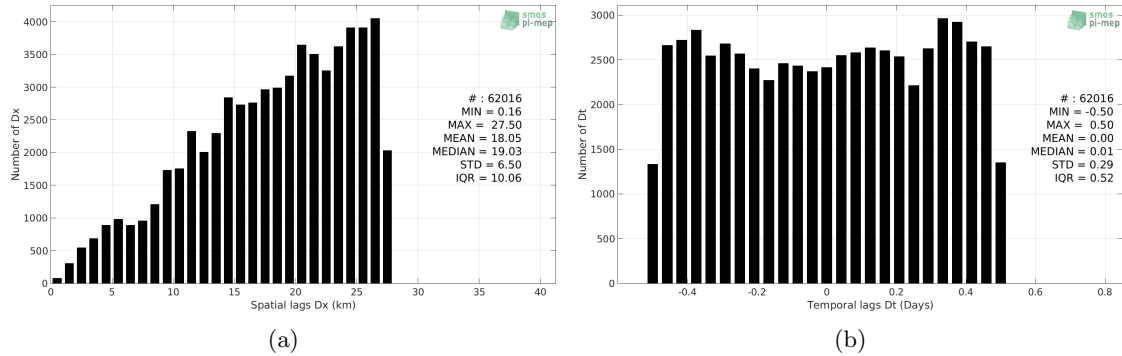 smos
pi-mep
4000
3500
3000
2500
2000
1500
1000
500
0
Number of Dx
# : 62016
MIN = 0.16
MAX = 27.50
MEAN = 18.05
MEDIAN = 19.03
STD = 6.50
IQR = 10.06
0 5 10 15 20 25 30 35 40
Spatial lags Dx (km)
(a)
smos
pi-mep
3000
2500
2000
1500
1000
500
0
Number of Dt
# : 62016
MIN = -0.50
MAX = 0.50
MEAN = 0.00
MEDIAN = 0.01
STD = 0.29
IQR = 0.52
-0.4 -0.2 0 0.2 0.4 0.6 0.8
Temporal lags Dt (Days)
(b)